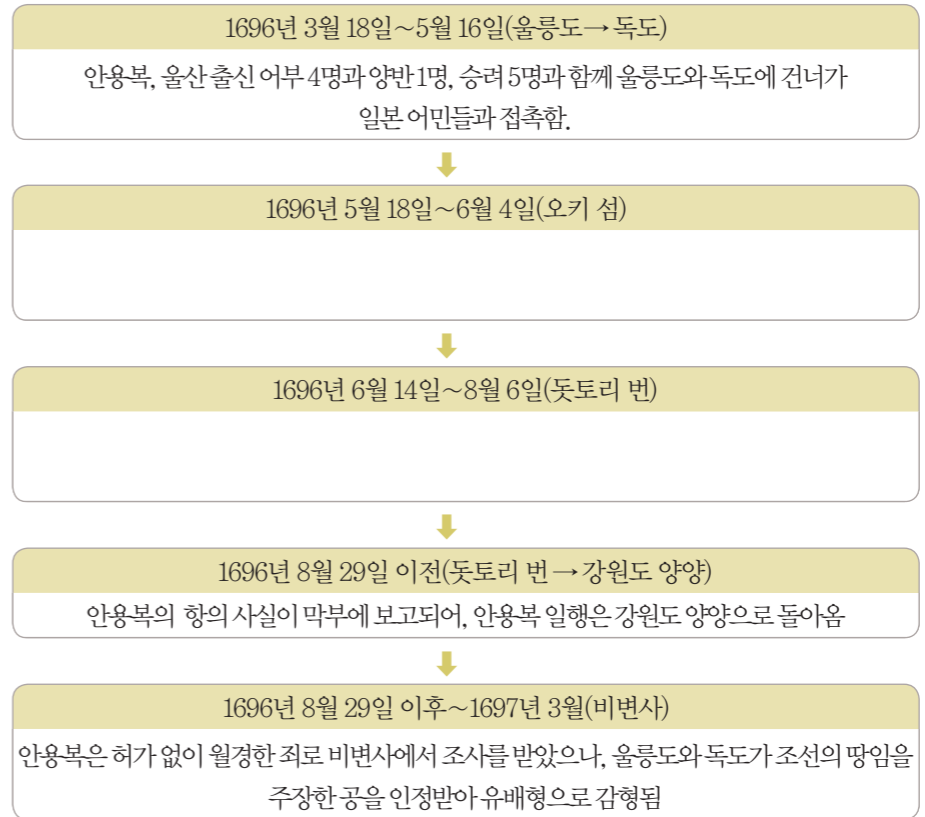 1696년 3월 18일~5월 16일(울릉도→독도)
안용복, 울산 출신 어부 4명과 양반 1명, 승려 5명과 함께 울릉도와 독도에 건너가
일본 어민들과 접촉함.
1696년 5월 18일~6월 4일(오키 섬)
1696년 6월 14일~8월 6일(돗토리 번)
1696년 8월 29일 이전(돗토리 번→강원도 양양)
안용복의 항의 사실이 막부에 보고되어, 안용복 일행은 강원도 양양으로 돌아옴
1696년 8월 29일 이후~1697년 3월(비변사)
안용복은 허가 없이 월경한 죄로 비변사에서 조사를 받았으나, 울릉도와 독도가 조선의 땅임을
주장한 공을 인정받아 유배형으로 감형됨